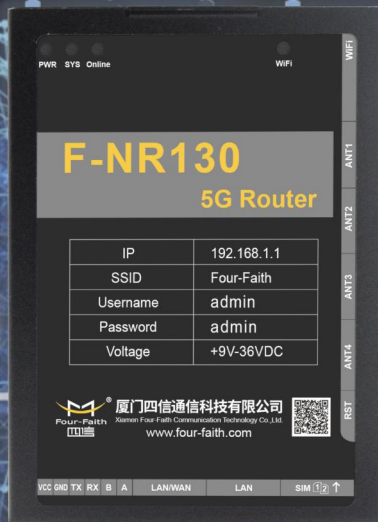 PWR SYS Online WiFi
WiFi
F-NR130
5G Router
ANT1
ANT2
ANT3
ANT4
RST
IP 192.168.1.1
SSID Four-Faith
Username admin
Password admin
Voltage +9V-36VDC
Four-Faith
四信
®
厦门四信通信科技有限公司
Xiamen Four-Faith Communication Technology Co.,Ltd.
www.four-faith.com
VCC GND TX RX B A LAN/WAN LAN SIM 1 2 ↑